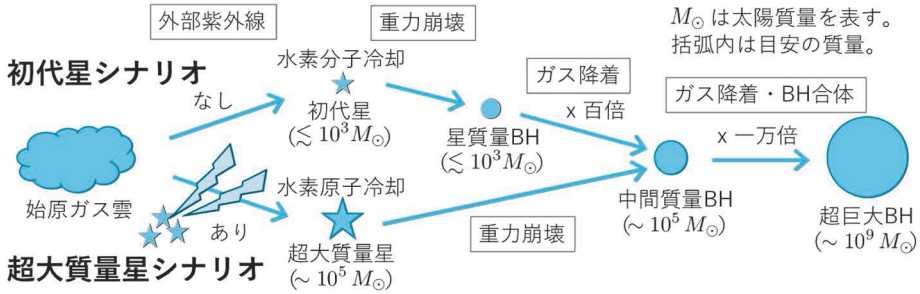 外部紫外線
重力崩壊
M⊙ は太陽質量を表す。
括弧内は目安の質量。
初代星シナリオ
なし
水素分子冷却
初代星
(≲ 10³ M⊙)
星質量BH
(≲ 10³ M⊙)
ガス降着
x 百倍
ガス降着・BH合体
x 一万倍
始原ガス雲
あり
水素原子冷却
超大質量星
(∼ 10⁵ M⊙)
重力崩壊
中間質量BH
(∼ 10⁵ M⊙)
超巨大BH
(∼ 10⁹ M⊙)
超大質量星シナリオ